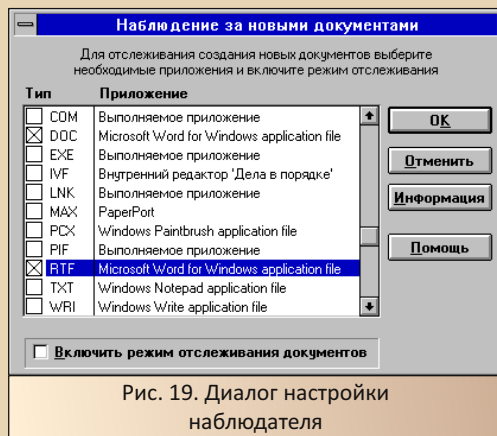 Наблюдение за новыми документами
Для отслеживания создания новых документов выберите
необходимые приложения и включите режим отслеживания
Тип Приложение
COM Выполняемое приложение
DOC Microsoft Word for Windows application file
EXE Выполняемое приложение
IVF Внутренний редактор 'Дела в порядке'
LNK Выполняемое приложение
MAX PaperPort
PCX Windows Paintbrush application file
PIF Выполняемое приложение
RTF Microsoft Word for Windows application file
TXT Windows Notepad application file
WRI Windows Write application file
OK
Отменить
Информация
Помощь
Включить режим отслеживания документов
Рис. 19. Диалог настройки
наблюдателя